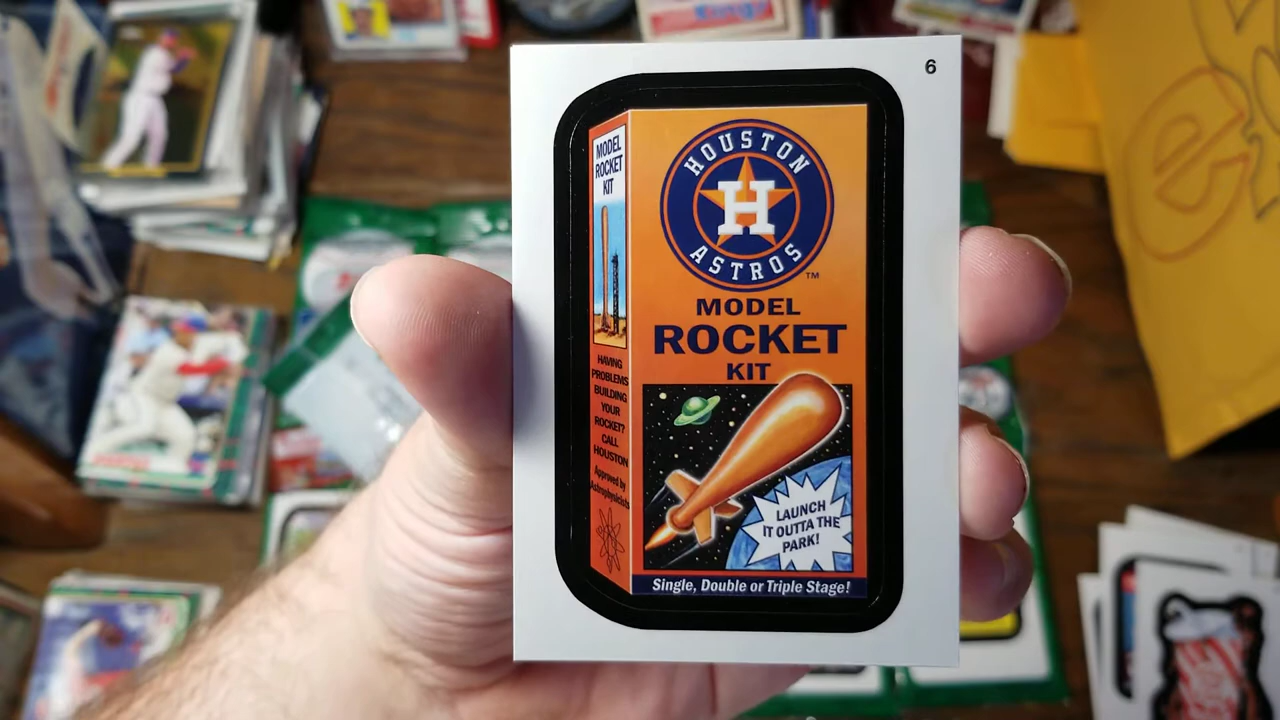 6
MODEL
ROCKET
KIT
HAVING
PROBLEMS
BUILDING
YOUR
ROCKET?
CALL
HOUSTON
Approved by
Astrophysicists
HOUSTON
H
ASTROS
TM
MODEL
ROCKET
KIT
LAUNCH
IT OUTTA THE
PARK!
Single, Double or Triple Stage!